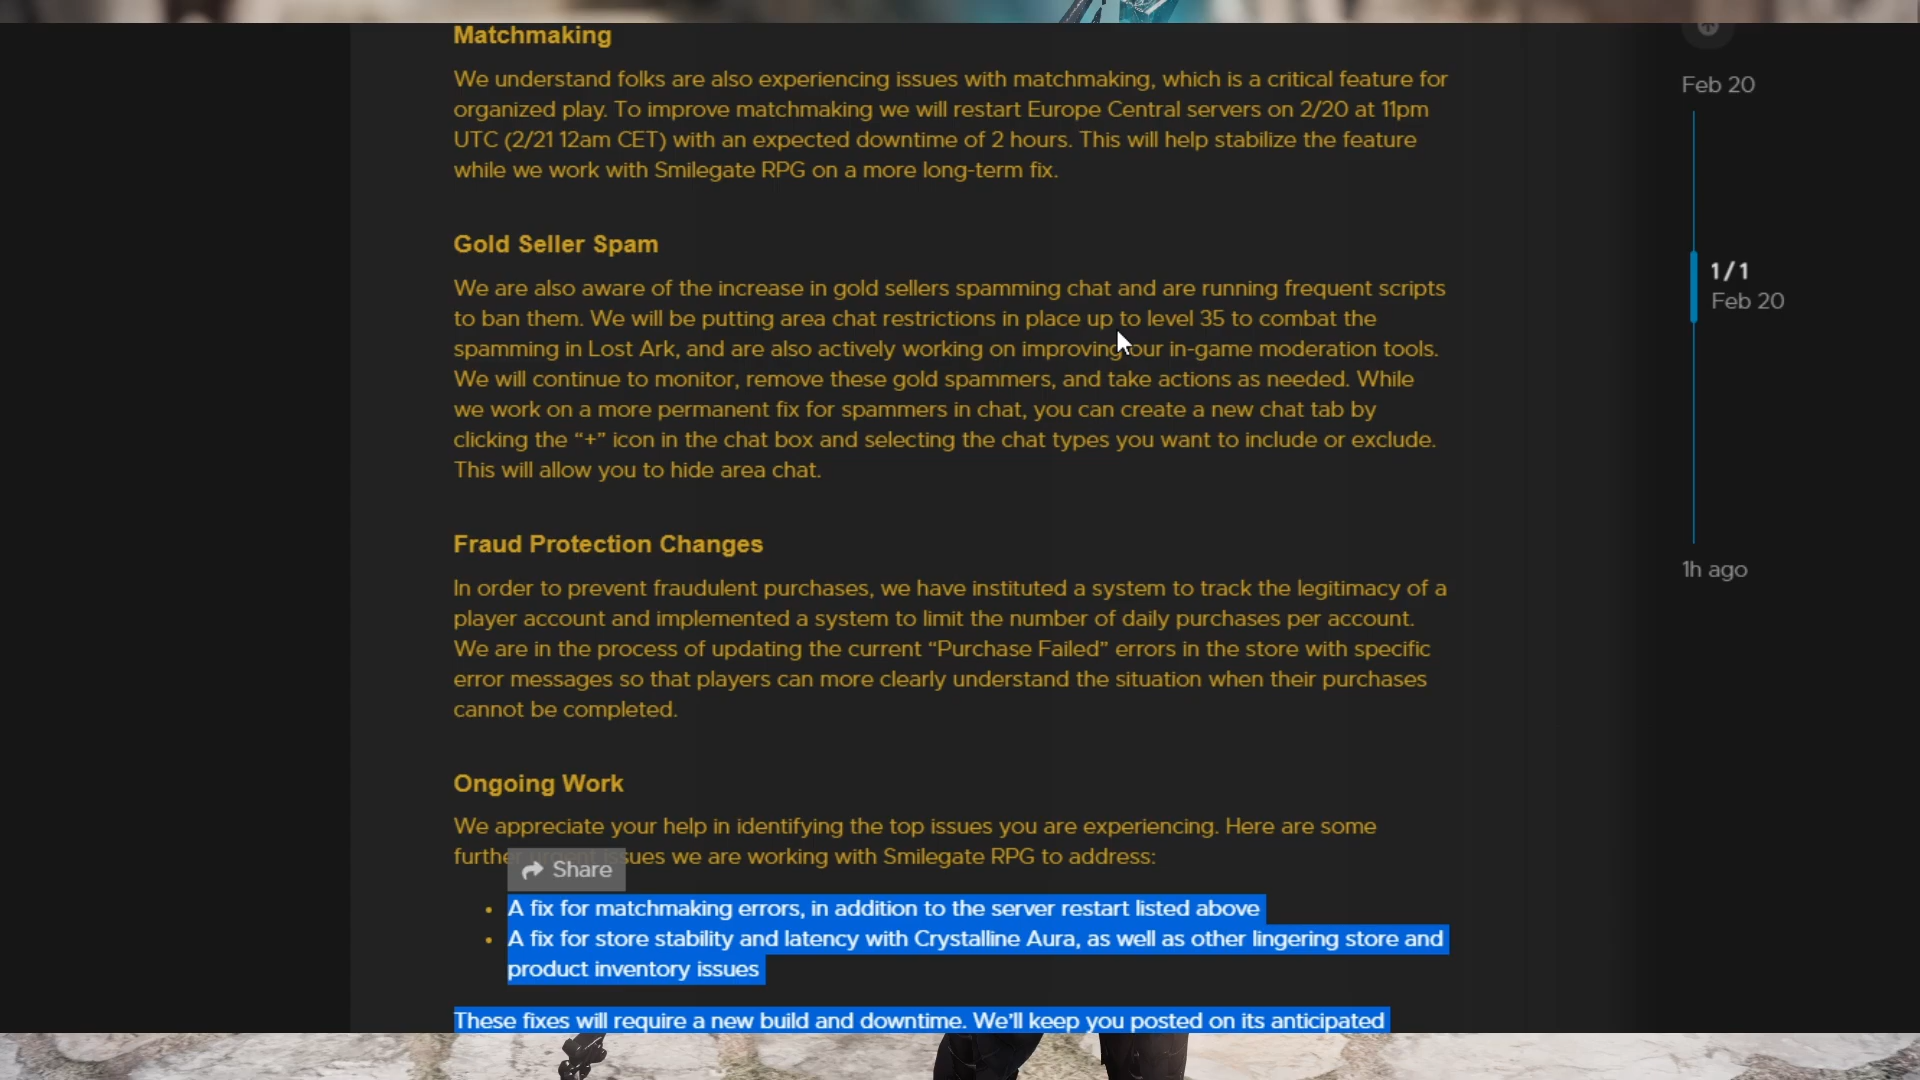 Matchmaking
We understand folks are also experiencing issues with matchmaking, which is a critical feature for
organized play. To improve matchmaking we will restart Europe Central servers on 2/20 at 11pm
UTC (2/21 12am CET) with an expected downtime of 2 hours. This will help stabilize the feature
while we work with Smilegate RPG on a more long-term fix.
Gold Seller Spam
We are also aware of the increase in gold sellers spamming chat and are running frequent scripts
to ban them. We will be putting area chat restrictions in place up to level 35 to combat the
spamming in Lost Ark, and are also actively working on improving our in-game moderation tools.
We will continue to monitor, remove these gold spammers, and take actions as needed. While
we work on a more permanent fix for spammers in chat, you can create a new chat tab by
clicking the “+” icon in the chat box and selecting the chat types you want to include or exclude.
This will allow you to hide area chat.
Fraud Protection Changes
In order to prevent fraudulent purchases, we have instituted a system to track the legitimacy of a
player account and implemented a system to limit the number of daily purchases per account.
We are in the process of updating the current “Purchase Failed” errors in the store with specific
error messages so that players can more clearly understand the situation when their purchases
cannot be completed.
Ongoing Work
We appreciate your help in identifying the top issues you are experiencing. Here are some
further urgent issues we are working with Smilegate RPG to address:
Share
• A fix for matchmaking errors, in addition to the server restart listed above
• A fix for store stability and latency with Crystalline Aura, as well as other lingering store and
product inventory issues
These fixes will require a new build and downtime. We’ll keep you posted on its anticipated
Feb 20
1 / 1
Feb 20
1h ago